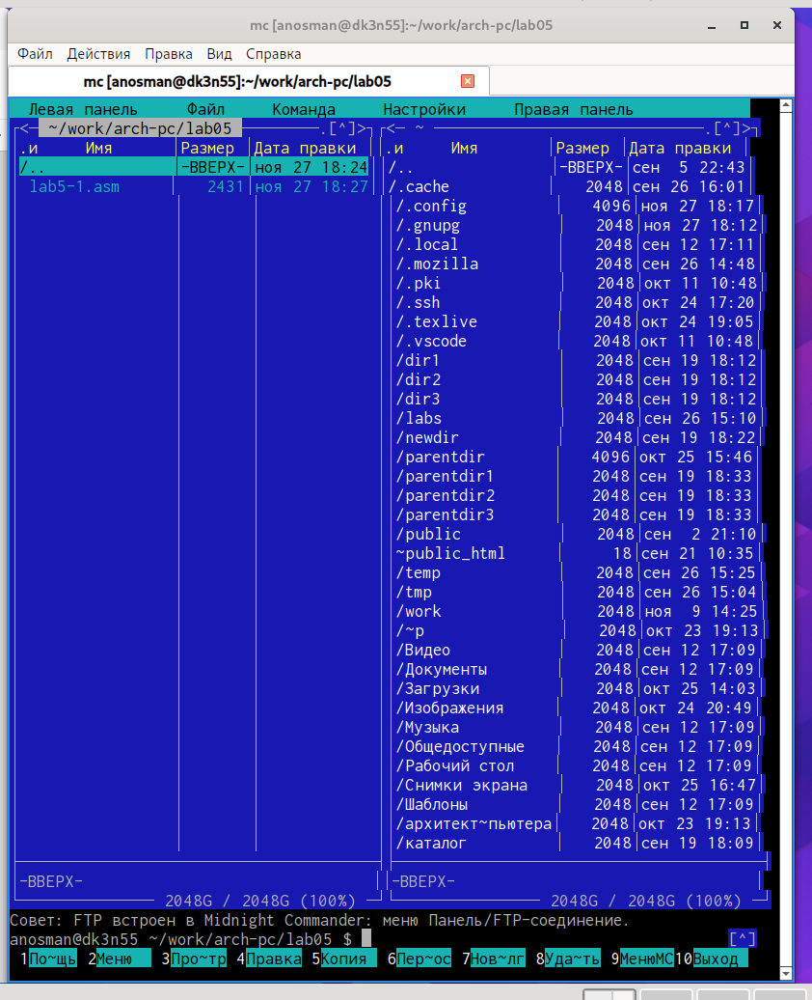 mc [anosman@dk3n55]:~/work/arch-pc/lab05
Файл Действия Правка Вид Справка
mc [anosman@dk3n55]:~/work/arch-pc/lab05
Левая панель Файл Команда Настройки Правая панель
<— ~/work/arch-pc/lab05 .[^]> <— ~ .[^]>
.и Имя Размер Дата правки .и Имя Размер Дата правки
/.. -ВВЕРХ- ноя 27 18:24 /.. -ВВЕРХ- сен 5 22:43
lab5-1.asm 2431 ноя 27 18:27 /.cache 2048 сен 26 16:01
/.config 4096 ноя 27 18:17
/.gnupg 2048 ноя 27 18:12
/.local 2048 сен 12 17:11
/.mozilla 2048 сен 26 14:48
/.pki 2048 окт 11 10:48
/.ssh 2048 окт 24 17:20
/.texlive 2048 окт 24 19:05
/.vscode 2048 окт 11 10:48
/dir1 2048 сен 19 18:12
/dir2 2048 сен 19 18:12
/dir3 2048 сен 19 18:12
/labs 2048 сен 26 15:10
/newdir 2048 сен 19 18:22
/parentdir 4096 окт 25 15:46
/parentdir1 2048 сен 19 18:33
/parentdir2 2048 сен 19 18:33
/parentdir3 2048 сен 19 18:33
/public 2048 сен 2 21:10
~public_html 18 сен 21 10:35
/temp 2048 сен 26 15:25
/tmp 2048 сен 26 15:04
/work 2048 ноя 9 14:25
/~p 2048 окт 23 19:13
/Видео 2048 сен 12 17:09
/Документы 2048 сен 12 17:09
/Загрузки 2048 окт 25 14:03
/Изображения 2048 окт 24 20:49
/Музыка 2048 сен 12 17:09
/Общедоступные 2048 сен 12 17:09
/Рабочий стол 2048 сен 12 17:09
/Снимки экрана 2048 окт 25 16:47
/Шаблоны 2048 сен 12 17:09
/архитект~пьютера 2048 окт 23 19:13
/каталог 2048 сен 19 18:09
-ВВЕРХ- -ВВЕРХ-
2048G / 2048G (100%) 2048G / 2048G (100%)
Совет: FTP встроен в Midnight Commander: меню Панель/FTP-соединение.
anosman@dk3n55 ~/work/arch-pc/lab05 $ [^]
1По~щь 2Меню 3Про~тр 4Правка 5Копия 6Пер~ос 7Нов~лг 8Уда~ть 9МенюMC 10Выход